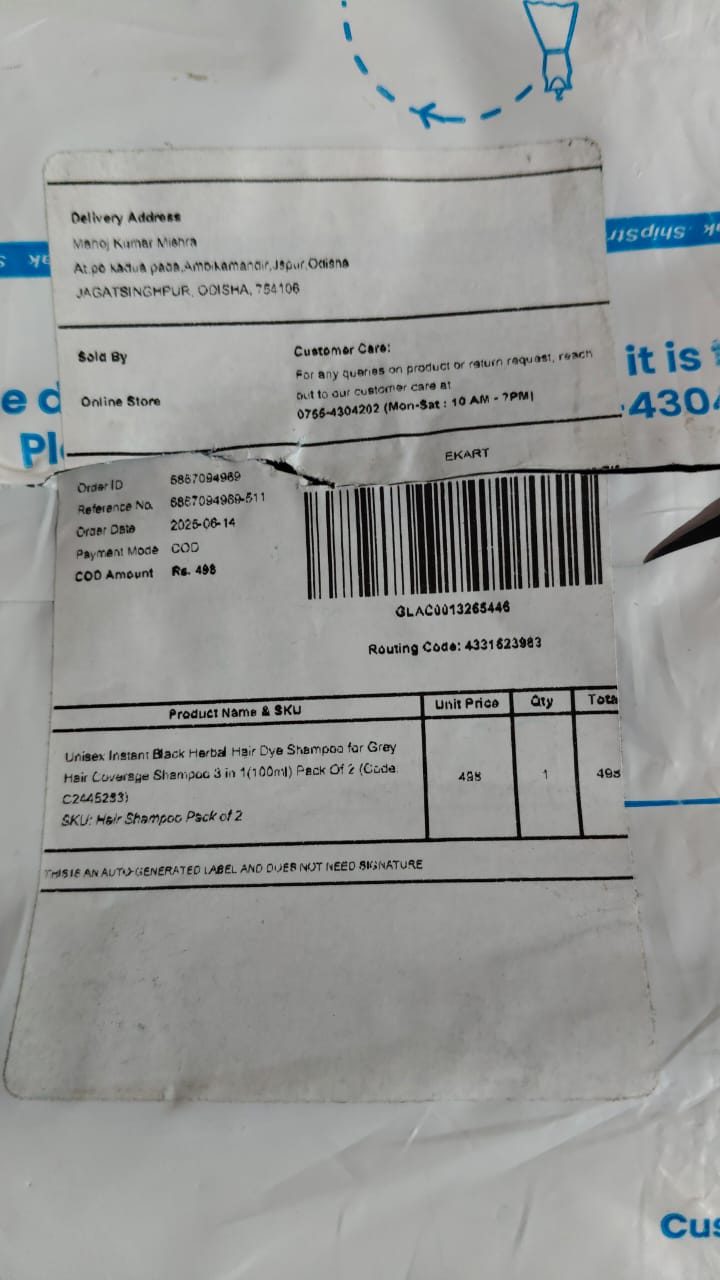 ShipStr
Delivery Address
Manoj Kumar Mishra
At.po kadua pada,Ambikamandir,Jspur,Odisha
JAGATSINGHPUR, ODISHA, 754106
Sold By
Online Store
Customer Care:
For any queries on product or return request, reach
out to our customer care at
0755-4304202 (Mon-Sat : 10 AM - 7PM)
it is
4304
EKART
Order ID 5867094989
Reference No. 5867094989-511
Order Date 2025-06-14
Payment Mode COD
COD Amount Rs. 498
GLAC0013265446
Routing Code: 4331623983
Product Name & SKU Unit Price Qty Tota
Unisex Instant Black Herbal Hair Dye Shampoo for Grey
Hair Coverage Shampoo 3 in 1(100ml) Pack Of 2 (Code:
C2445233)
SKU: Hair Shampoo Pack of 2
498 1 498
THIS IS AN AUTO-GENERATED LABEL AND DOES NOT NEED SIGNATURE
Cus